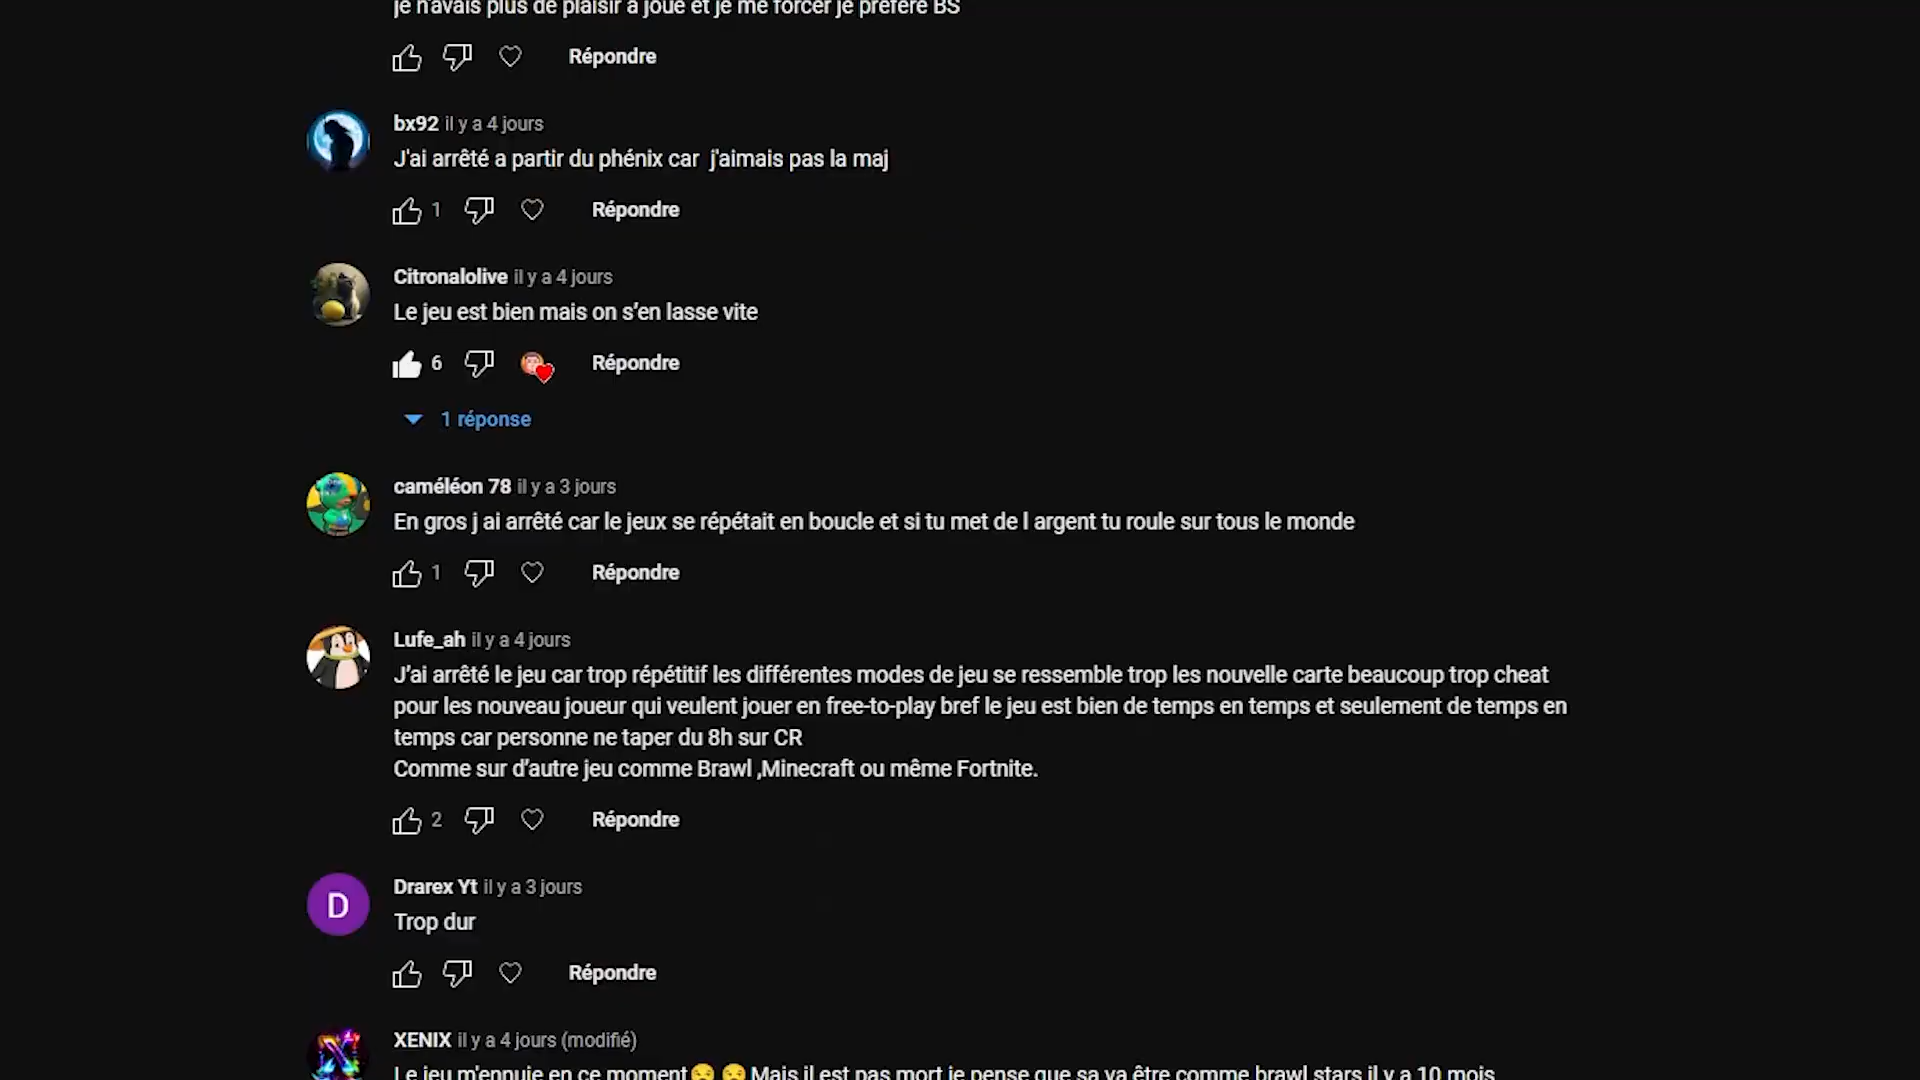 je n'avais plus de plaisir a joué et je me forcer je préfère BS
Répondre
bx92 il y a 4 jours
J'ai arrêté a partir du phénix car  j'aimais pas la maj
1 Répondre
Citronalolive il y a 4 jours
Le jeu est bien mais on s’en lasse vite
6 Répondre
1 réponse
caméléon 78 il y a 3 jours
En gros j ai arrêté car le jeux se répétait en boucle et si tu met de l argent tu roule sur tous le monde
1 Répondre
Lufe_ah il y a 4 jours
J’ai arrêté le jeu car trop répétitif les différentes modes de jeu se ressemble trop les nouvelle carte beaucoup trop cheat
pour les nouveau joueur qui veulent jouer en free-to-play bref le jeu est bien de temps en temps et seulement de temps en
temps car personne ne taper du 8h sur CR
Comme sur d’autre jeu comme Brawl ,Minecraft ou même Fortnite.
2 Répondre
D
Drarex Yt il y a 3 jours
Trop dur
Répondre
XENIX il y a 4 jours (modifié)
Le jeu m'ennuie en ce moment😒 😒 Mais il est pas mort je pense que sa va être comme brawl stars il y a 10 mois